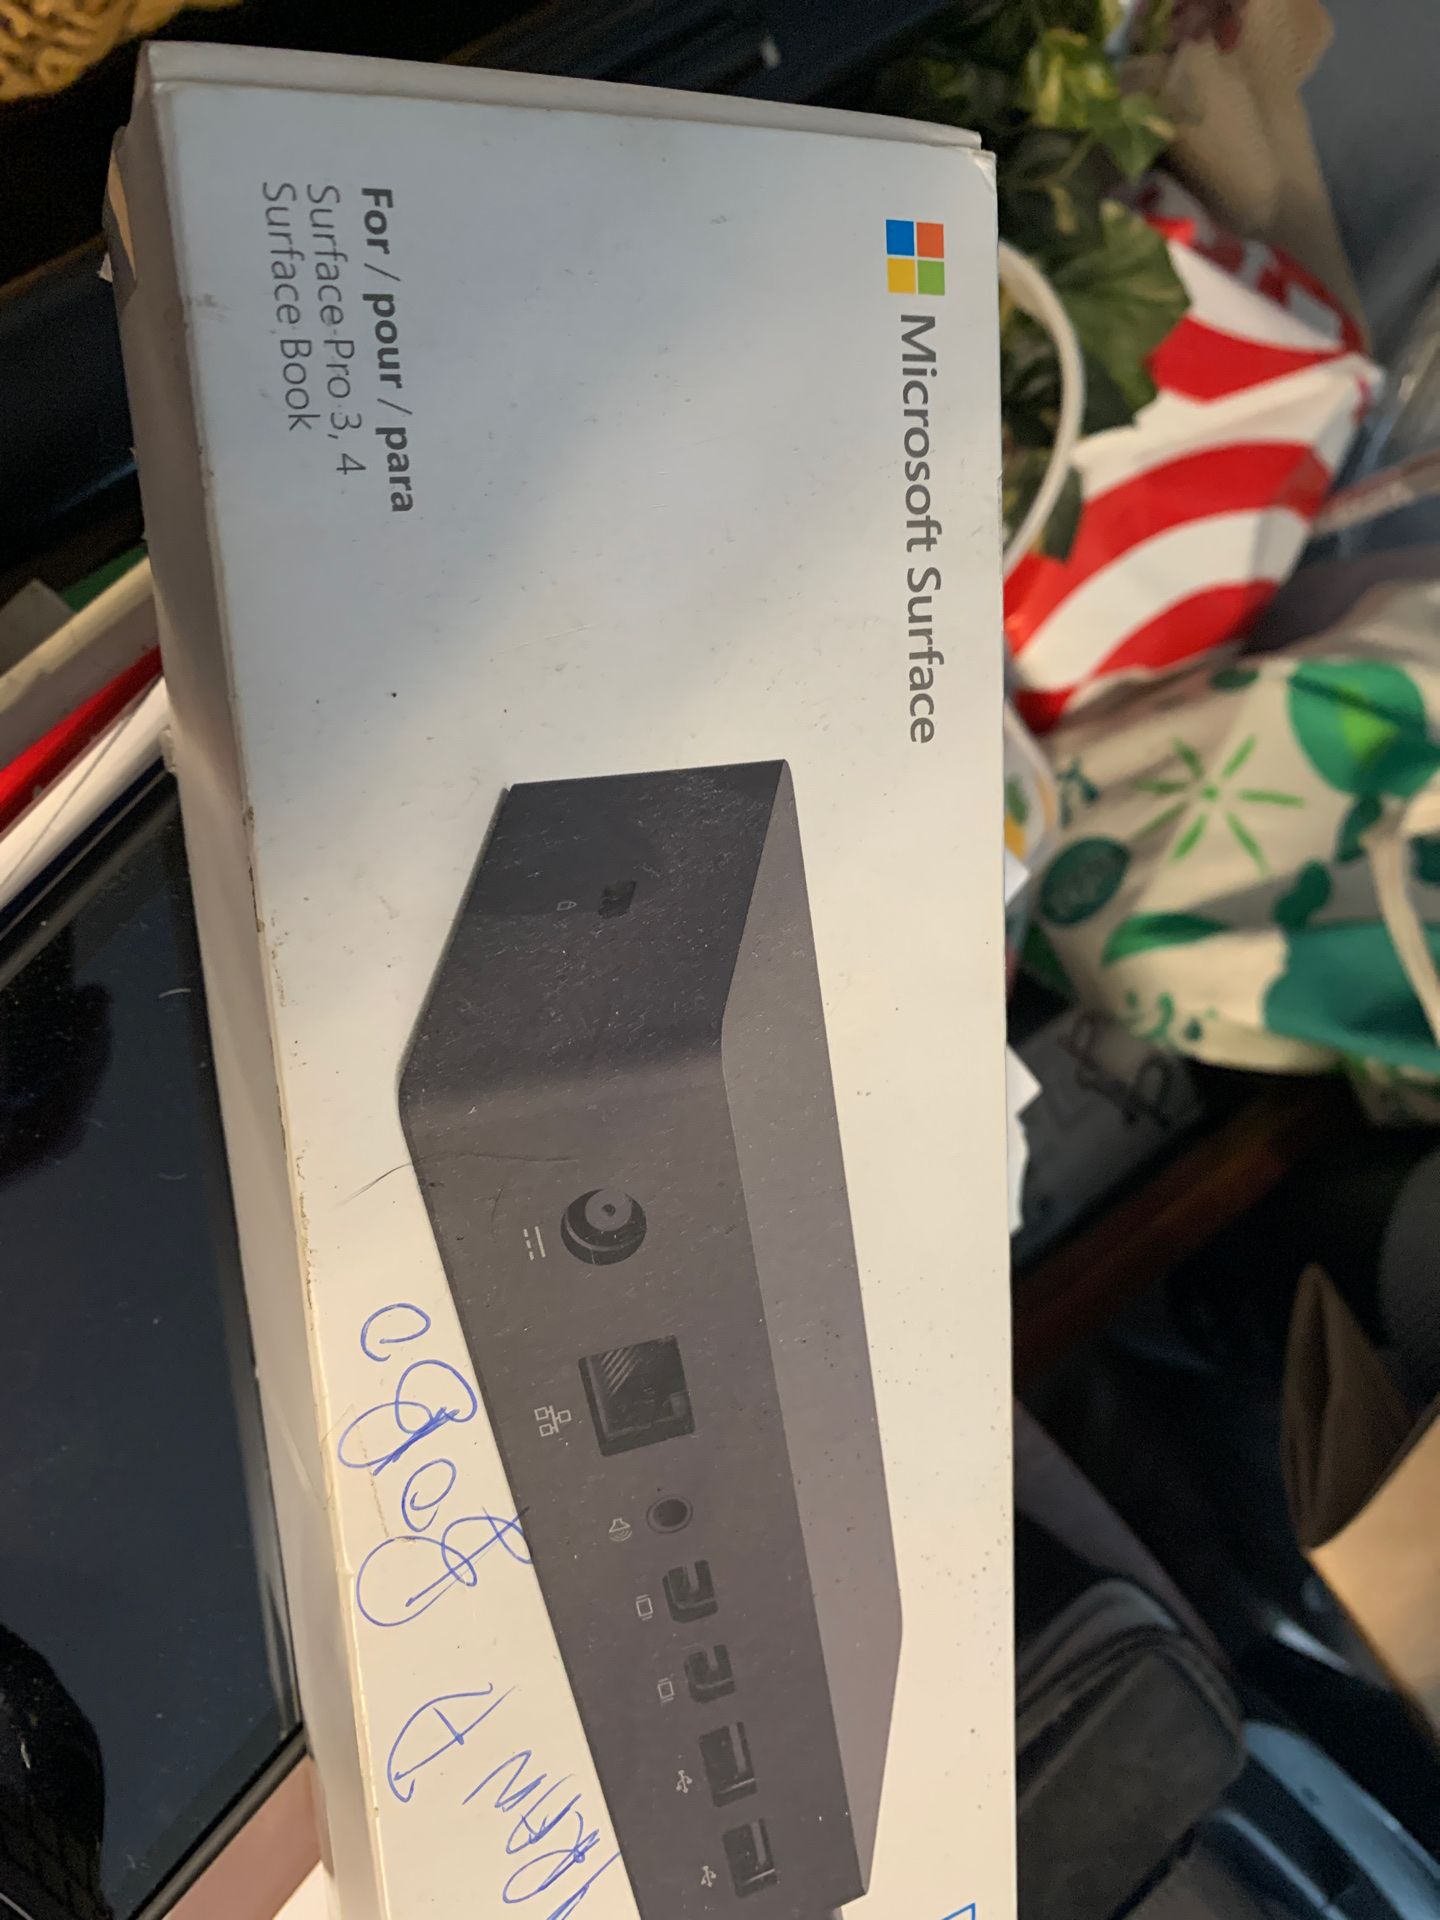 Microsoft Surface
For / pour / para
Surface Pro 3, 4
Surface Book